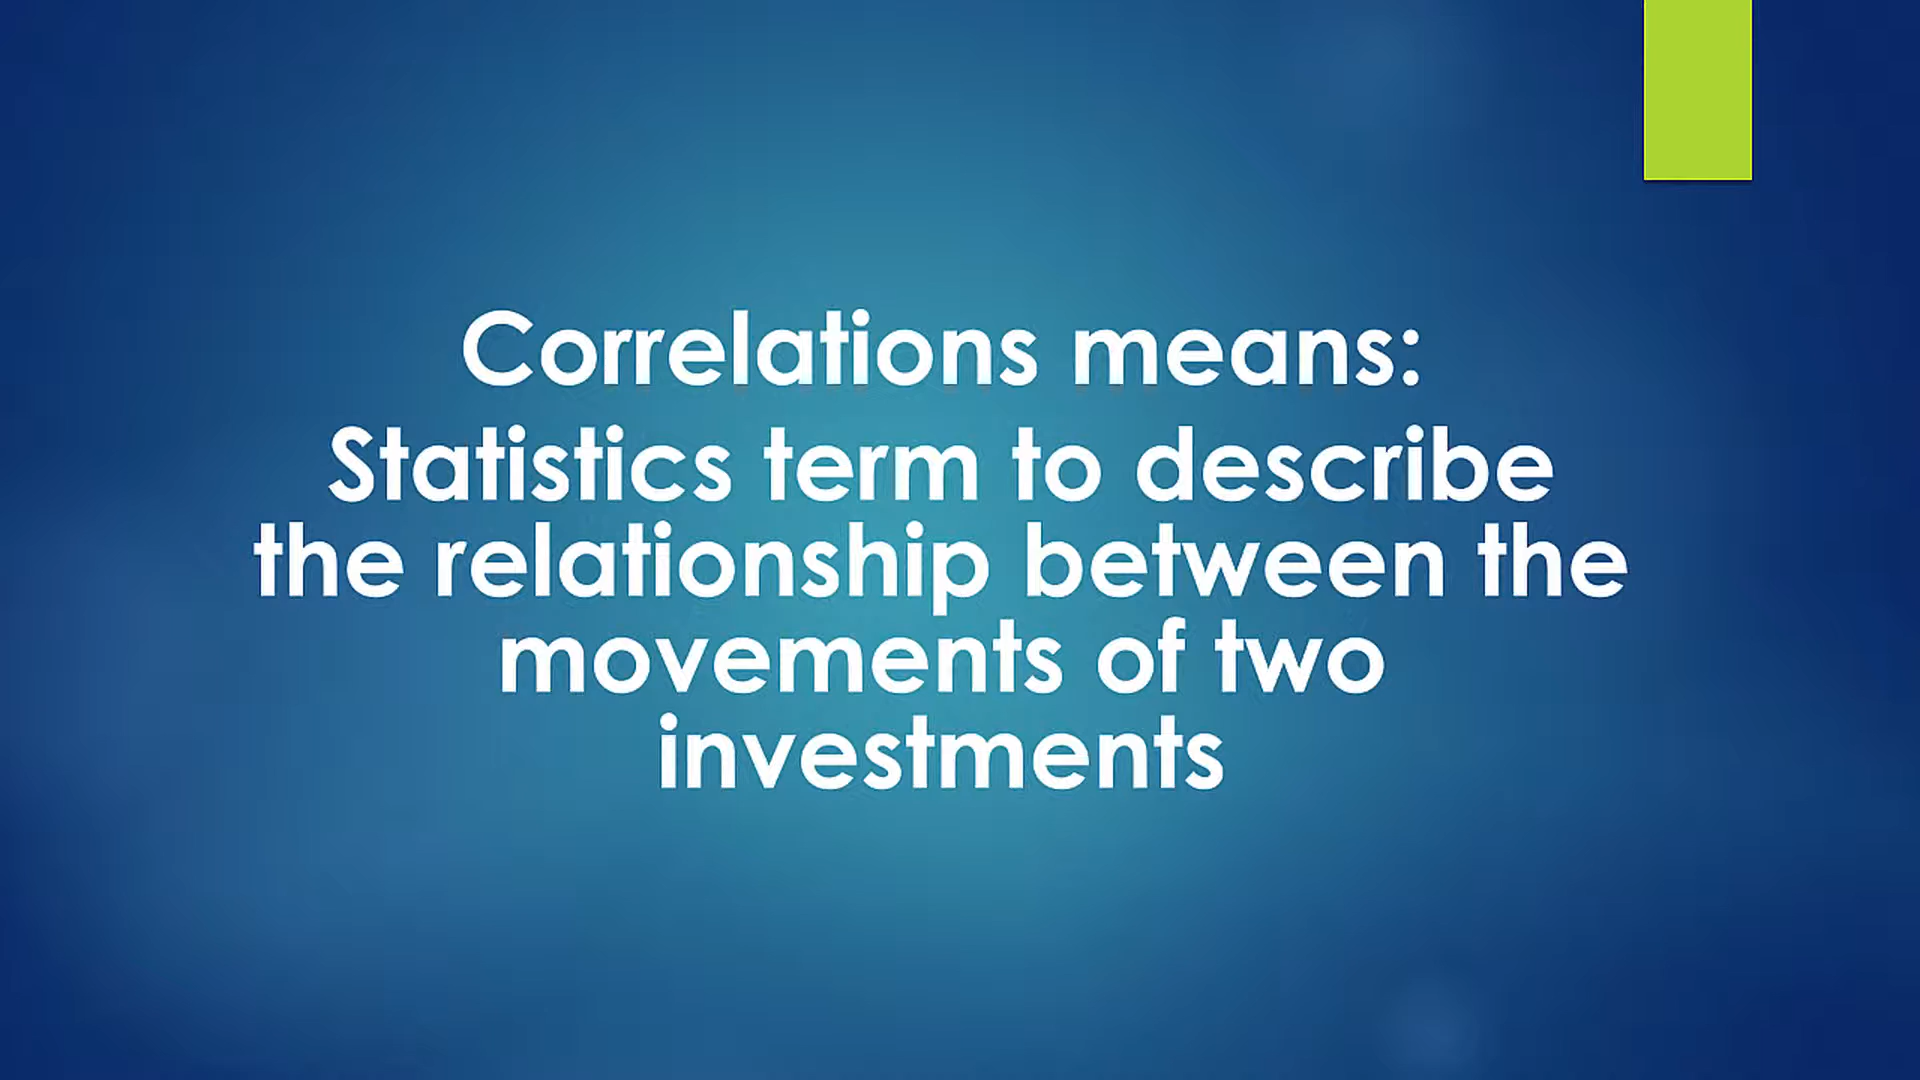 Correlations means:
Statistics term to describe
the relationship between the
movements of two
investments